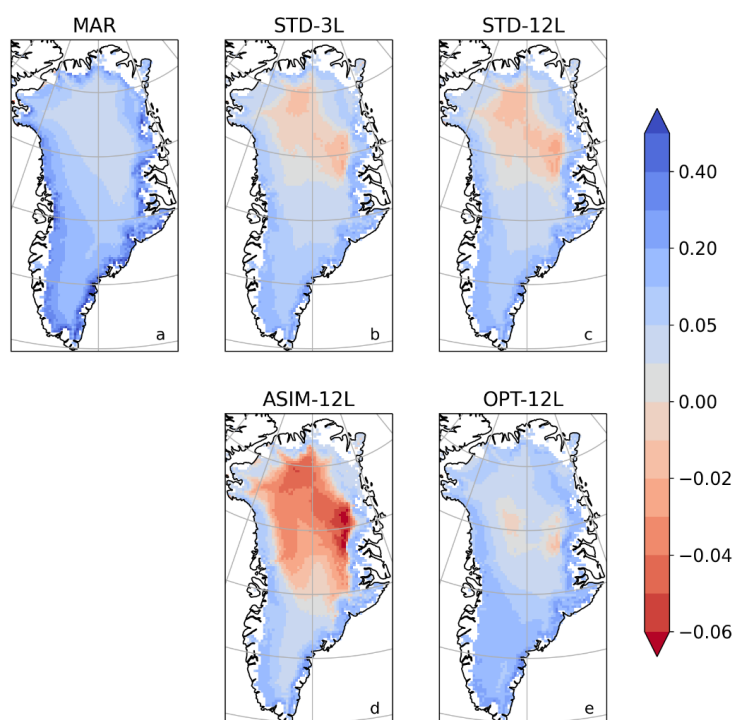 MAR
STD-3L
STD-12L
a
b
c
ASIM-12L
OPT-12L
d
e
0.40
0.20
0.05
0.00
−0.02
−0.04
−0.06